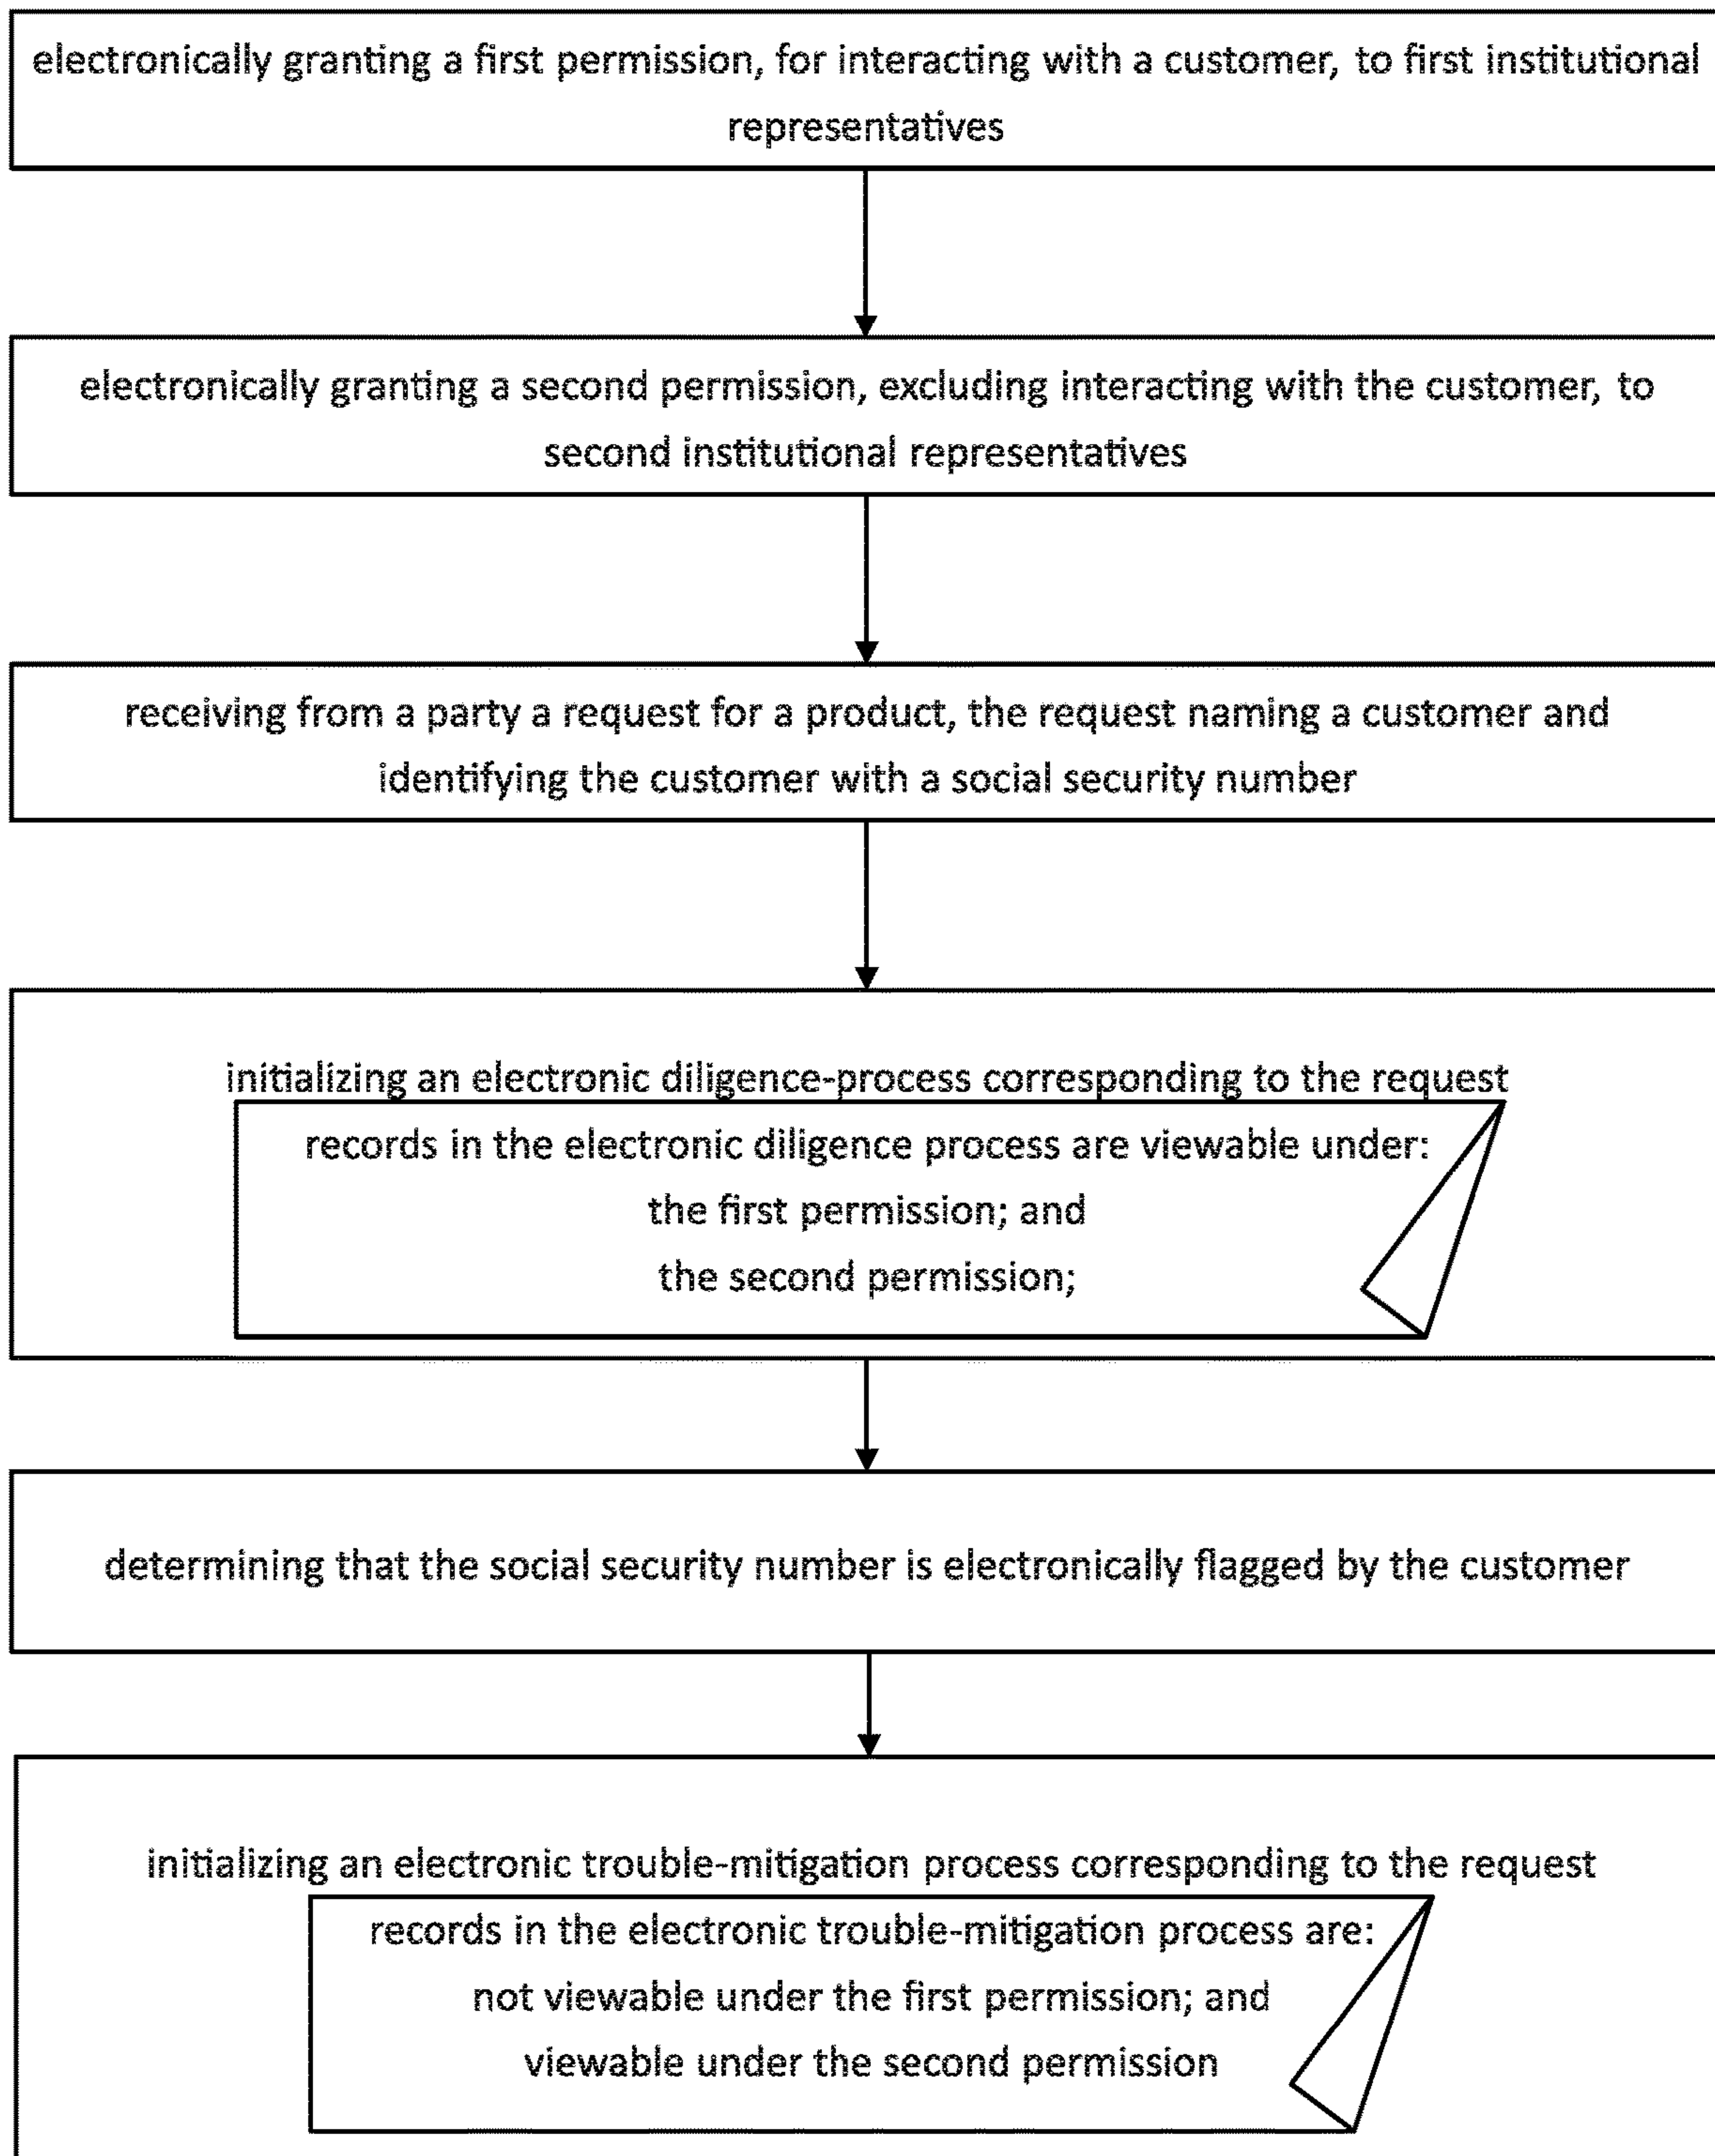 electronically granting a first permission, for interacting with a customer, to first institutional
representatives
electronically granting a second permission, excluding interacting with the customer, to
second institutional representatives
receiving from a party a request for a product, the request naming a customer and
identifying the customer with a social security number
initializing an electronic diligence-process corresponding to the request
records in the electronic diligence process are viewable under:
the first permission; and
the second permission;
determining that the social security number is electronically flagged by the customer
initializing an electronic trouble-mitigation process corresponding to the request
records in the electronic trouble-mitigation process are:
not viewable under the first permission; and
viewable under the second permission